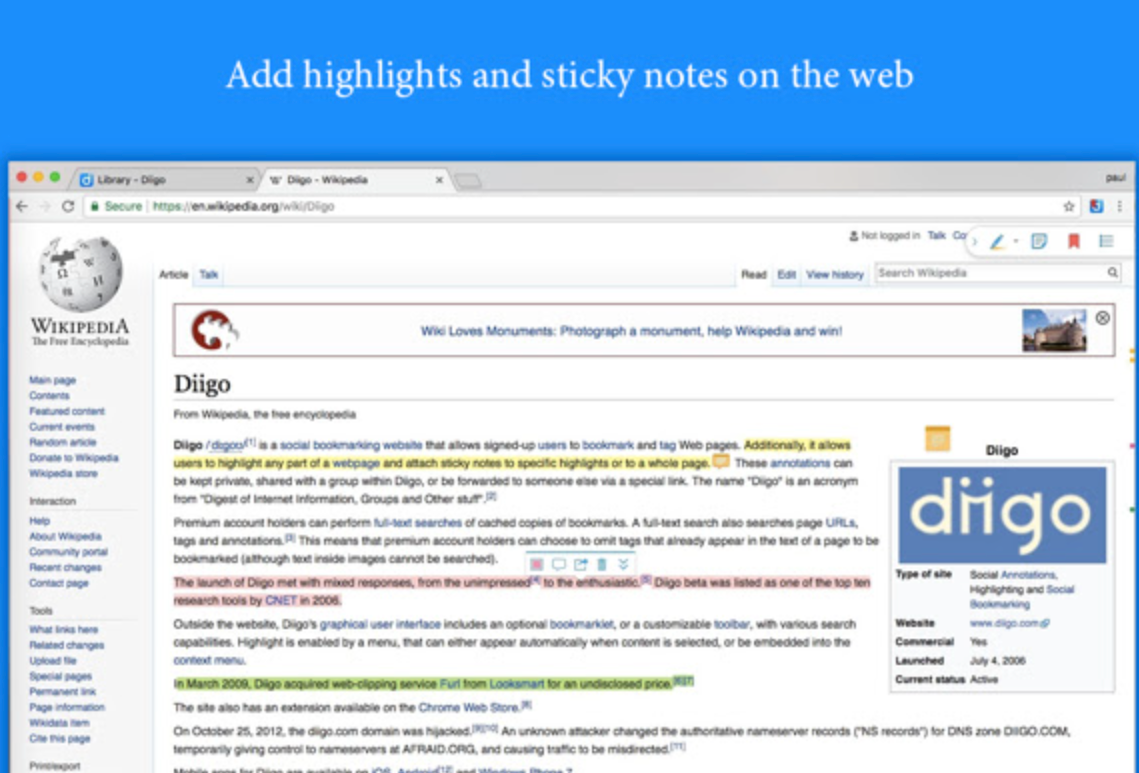 Add highlights and sticky notes on the web
Library - Diigo
Diigo - Wikipedia
paul
Secure https://en.wikipedia.org/wiki/Diigo
Not logged in Talk
Article Talk
Read Edit View history
Search Wikipedia
WIKIPEDIA
The Free Encyclopedia
Wiki Loves Monuments: Photograph a monument, help Wikipedia and win!
Main page
Contents
Featured content
Current events
Random article
Donate to Wikipedia
Wikipedia store
Interaction
Help
About Wikipedia
Community portal
Recent changes
Contact page
Tools
What links here
Related changes
Upload file
Special pages
Permanent link
Page information
Wikidata item
Cite this page
Print/export
Diigo
From Wikipedia, the free encyclopedia
Diigo /[1] is a social bookmarking website that allows signed-up users to bookmark and tag Web pages. Additionally, it allows
users to highlight any part of a webpage and attach sticky notes to specific highlights or to a whole page. These annotations can
be kept private, shared with a group within Diigo, or be forwarded to someone else via a special link. The name "Diigo" is an acronym
from "Digest of Internet Information, Groups and Other stuff".[2]
Premium account holders can perform full-text searches of cached copies of bookmarks. A full-text search also searches page URLs,
tags and annotations.[3] This means that premium account holders can choose to omit tags that already appear in the text of a page to be
bookmarked (although text inside images cannot be searched).
The launch of Diigo met with mixed responses, from the unimpressed[4] to the enthusiastic.[5] Diigo beta was listed as one of the top ten
research tools by CNET in 2006.
Outside the website, Diigo's graphical user interface includes an optional bookmarklet, or a customizable toolbar, with various search
capabilities. Highlight is enabled by a menu, that can either appear automatically when content is selected, or be embedded into the
context menu.
In March 2009, Diigo acquired web-clipping service Furl from Looksmart for an undisclosed price.[6][7]
The site also has an extension available on the Chrome Web Store.[8]
On October 25, 2012, the diigo.com domain was hijacked.[9][10] An unknown attacker changed the authoritative nameserver records ("NS records") for DNS zone DIIGO.COM,
temporarily giving control to nameservers at AFRAID.ORG, and causing traffic to be misdirected.[11]
Mobile apps for Diigo are available on iOS, Android[12] and Windows Phone 7.
Diigo
diigo
Type of site Social Annotations,
Highlighting and Social
Bookmarking
Website www.diigo.com
Commercial Yes
Launched July 4, 2006
Current status Active